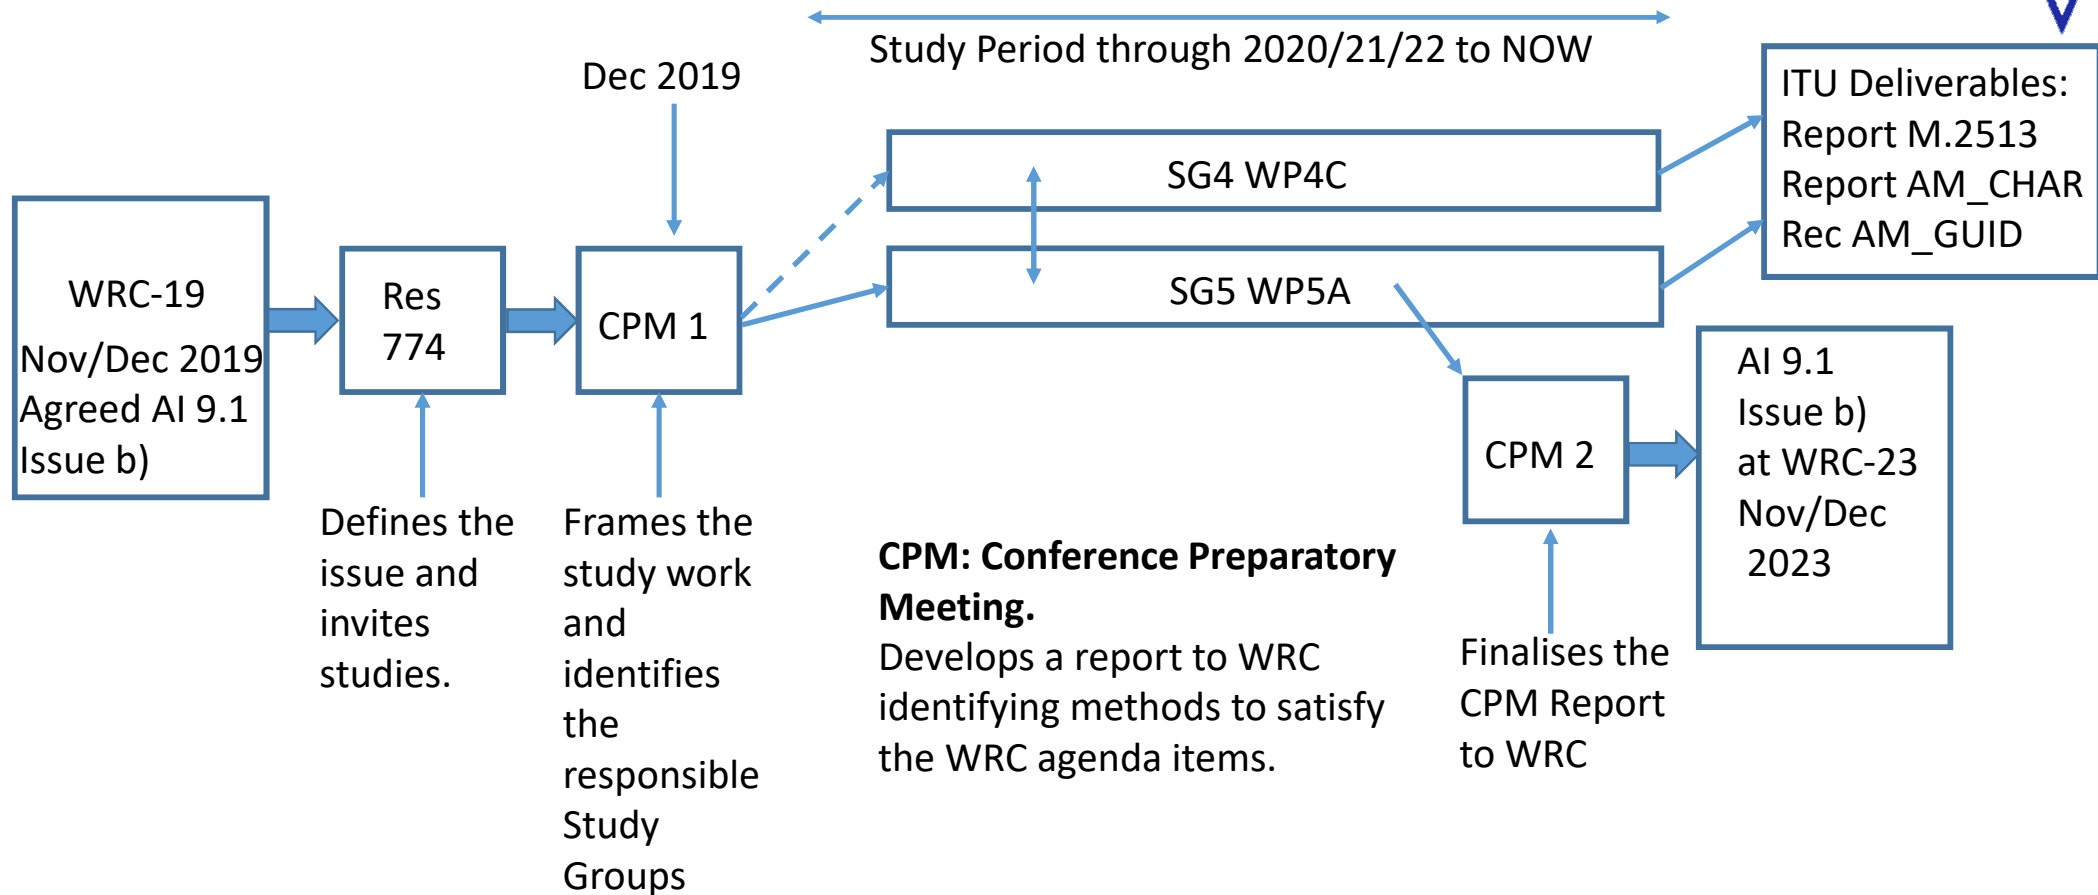 Study Period through 2020/21/22 to NOW
Dec 2019
WRC-19
Nov/Dec 2019
Agreed AI 9.1
Issue b)
Res
774
CPM 1
SG4 WP4C
SG5 WP5A
ITU Deliverables:
Report M.2513
Report AM_CHAR
Rec AM_GUID
CPM 2
AI 9.1
Issue b)
at WRC-23
Nov/Dec
2023
Defines the
issue and
invites
studies.
Frames the
study work
and
identifies
the
responsible
Study
Groups
CPM: Conference Preparatory
Meeting.
Develops a report to WRC
identifying methods to satisfy
the WRC agenda items.
Finalises the
CPM Report
to WRC